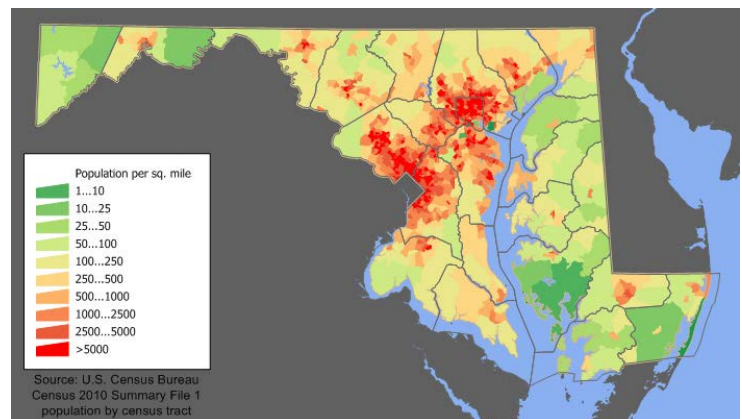 Population per sq. mile
1...10
10...25
25...50
50...100
100...250
250...500
500...1000
1000...2500
2500...5000
>5000
Source: U.S. Census Bureau
Census 2010 Summary File 1
population by census tract